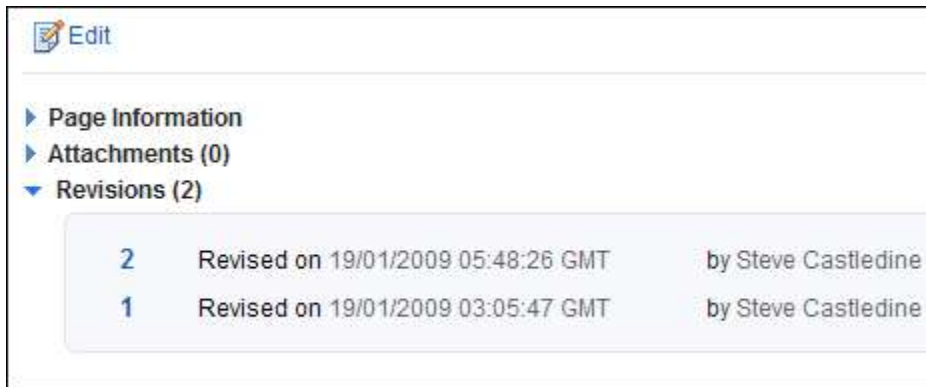 Edit
Page Information
Attachments (0)
Revisions (2)
2 Revised on 19/01/2009 05:48:26 GMT by Steve Castledine
1 Revised on 19/01/2009 03:05:47 GMT by Steve Castledine